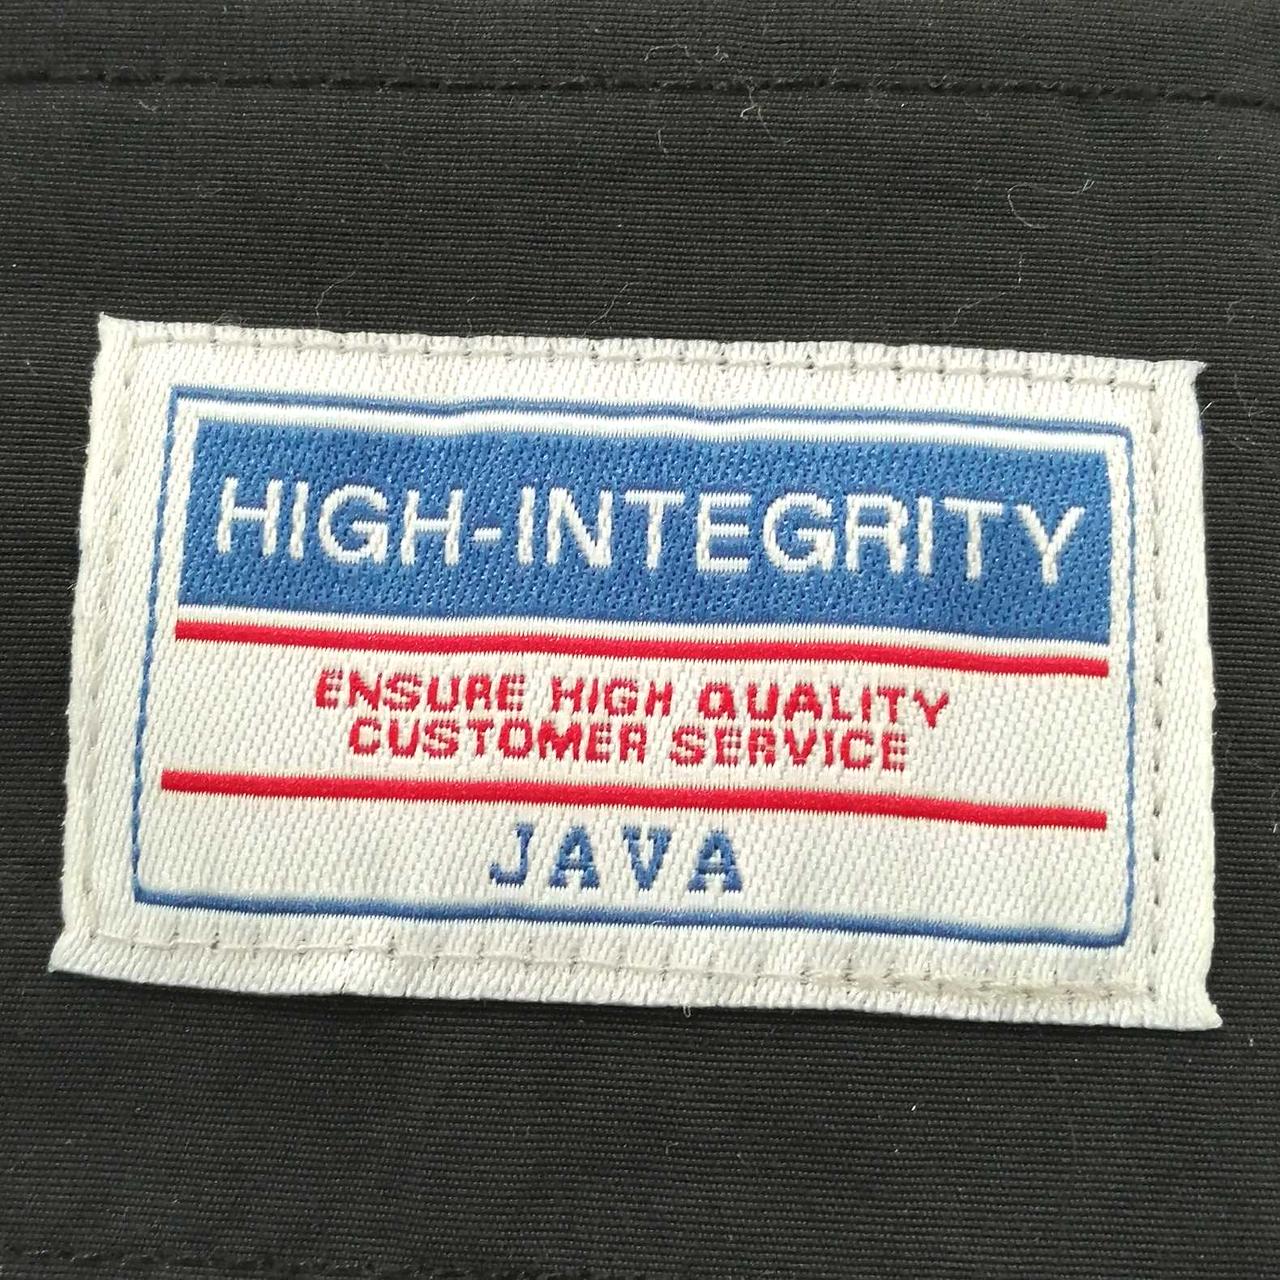 HIGH-INTEGRITY
ENSURE HIGH QUALITY
CUSTOMER SERVICE
JAVA